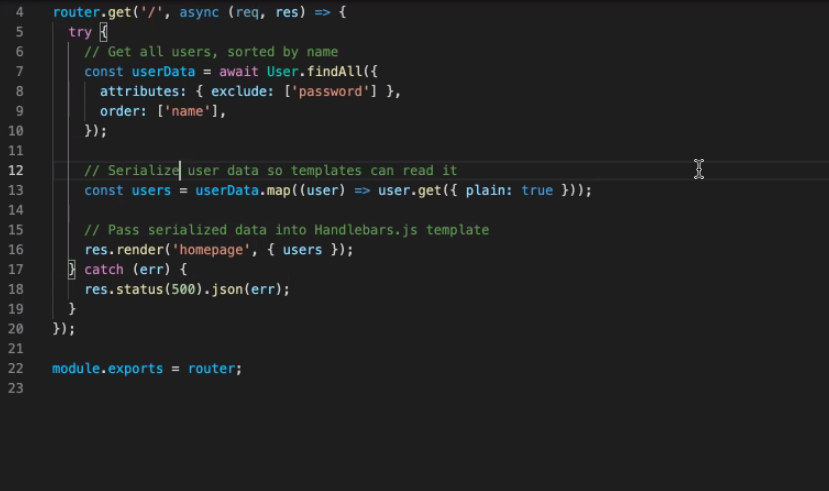 4 router.get('/', async (req, res) => {
5 try {
6 // Get all users, sorted by name
7 const userData = await User.findAll({
8 attributes: { exclude: ['password'] },
9 order: ['name'],
10 });
11
12 // Serialize user data so templates can read it
13 const users = userData.map((user) => user.get({ plain: true }));
14
15 // Pass serialized data into Handlebars.js template
16 res.render('homepage', { users });
17 } catch (err) {
18 res.status(500).json(err);
19 }
20 });
21
22 module.exports = router;
23